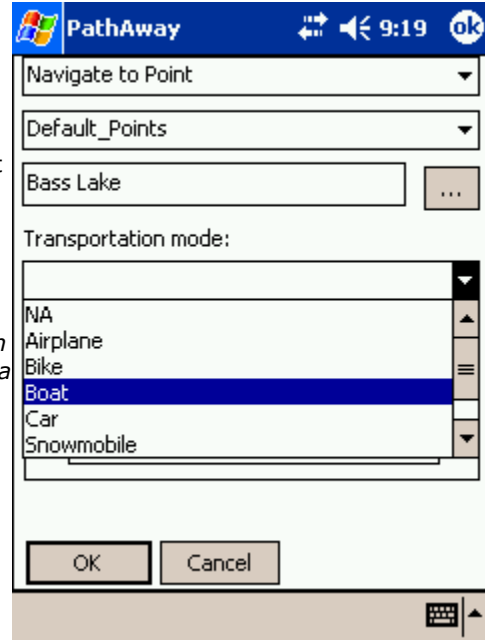 PathAway 9:19 ok
Navigate to Point
Default_Points
Bass Lake ...
Transportation mode:
NA
Airplane
Bike
Boat
Car
Snowmobile
OK Cancel